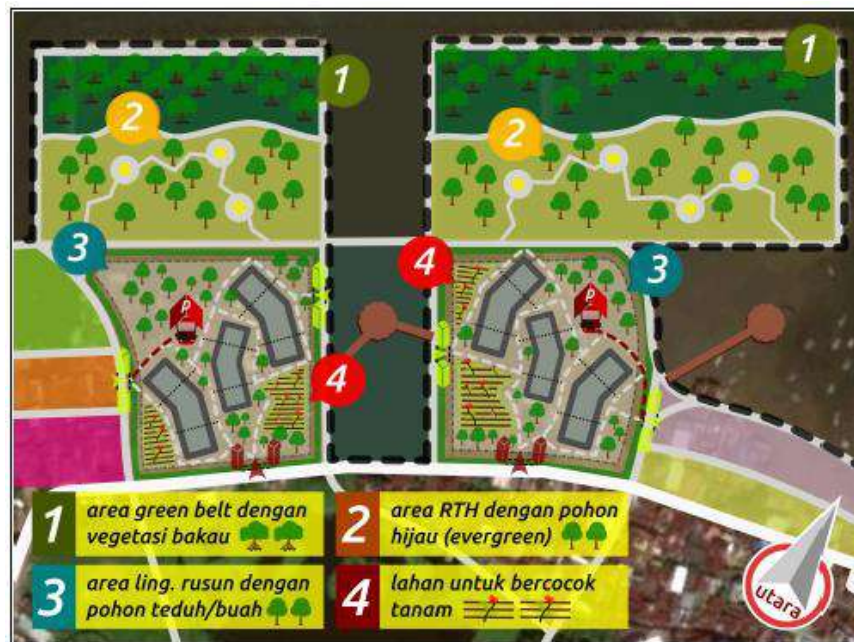 1
1
2
2
3
4
3
P
P
4
1 area green belt dengan
vegetasi bakau
2 area RTH dengan pohon
hijau (evergreen)
3 area ling. rusun dengan
pohon teduh/buah
4 lahan untuk bercocok
tanam
utara